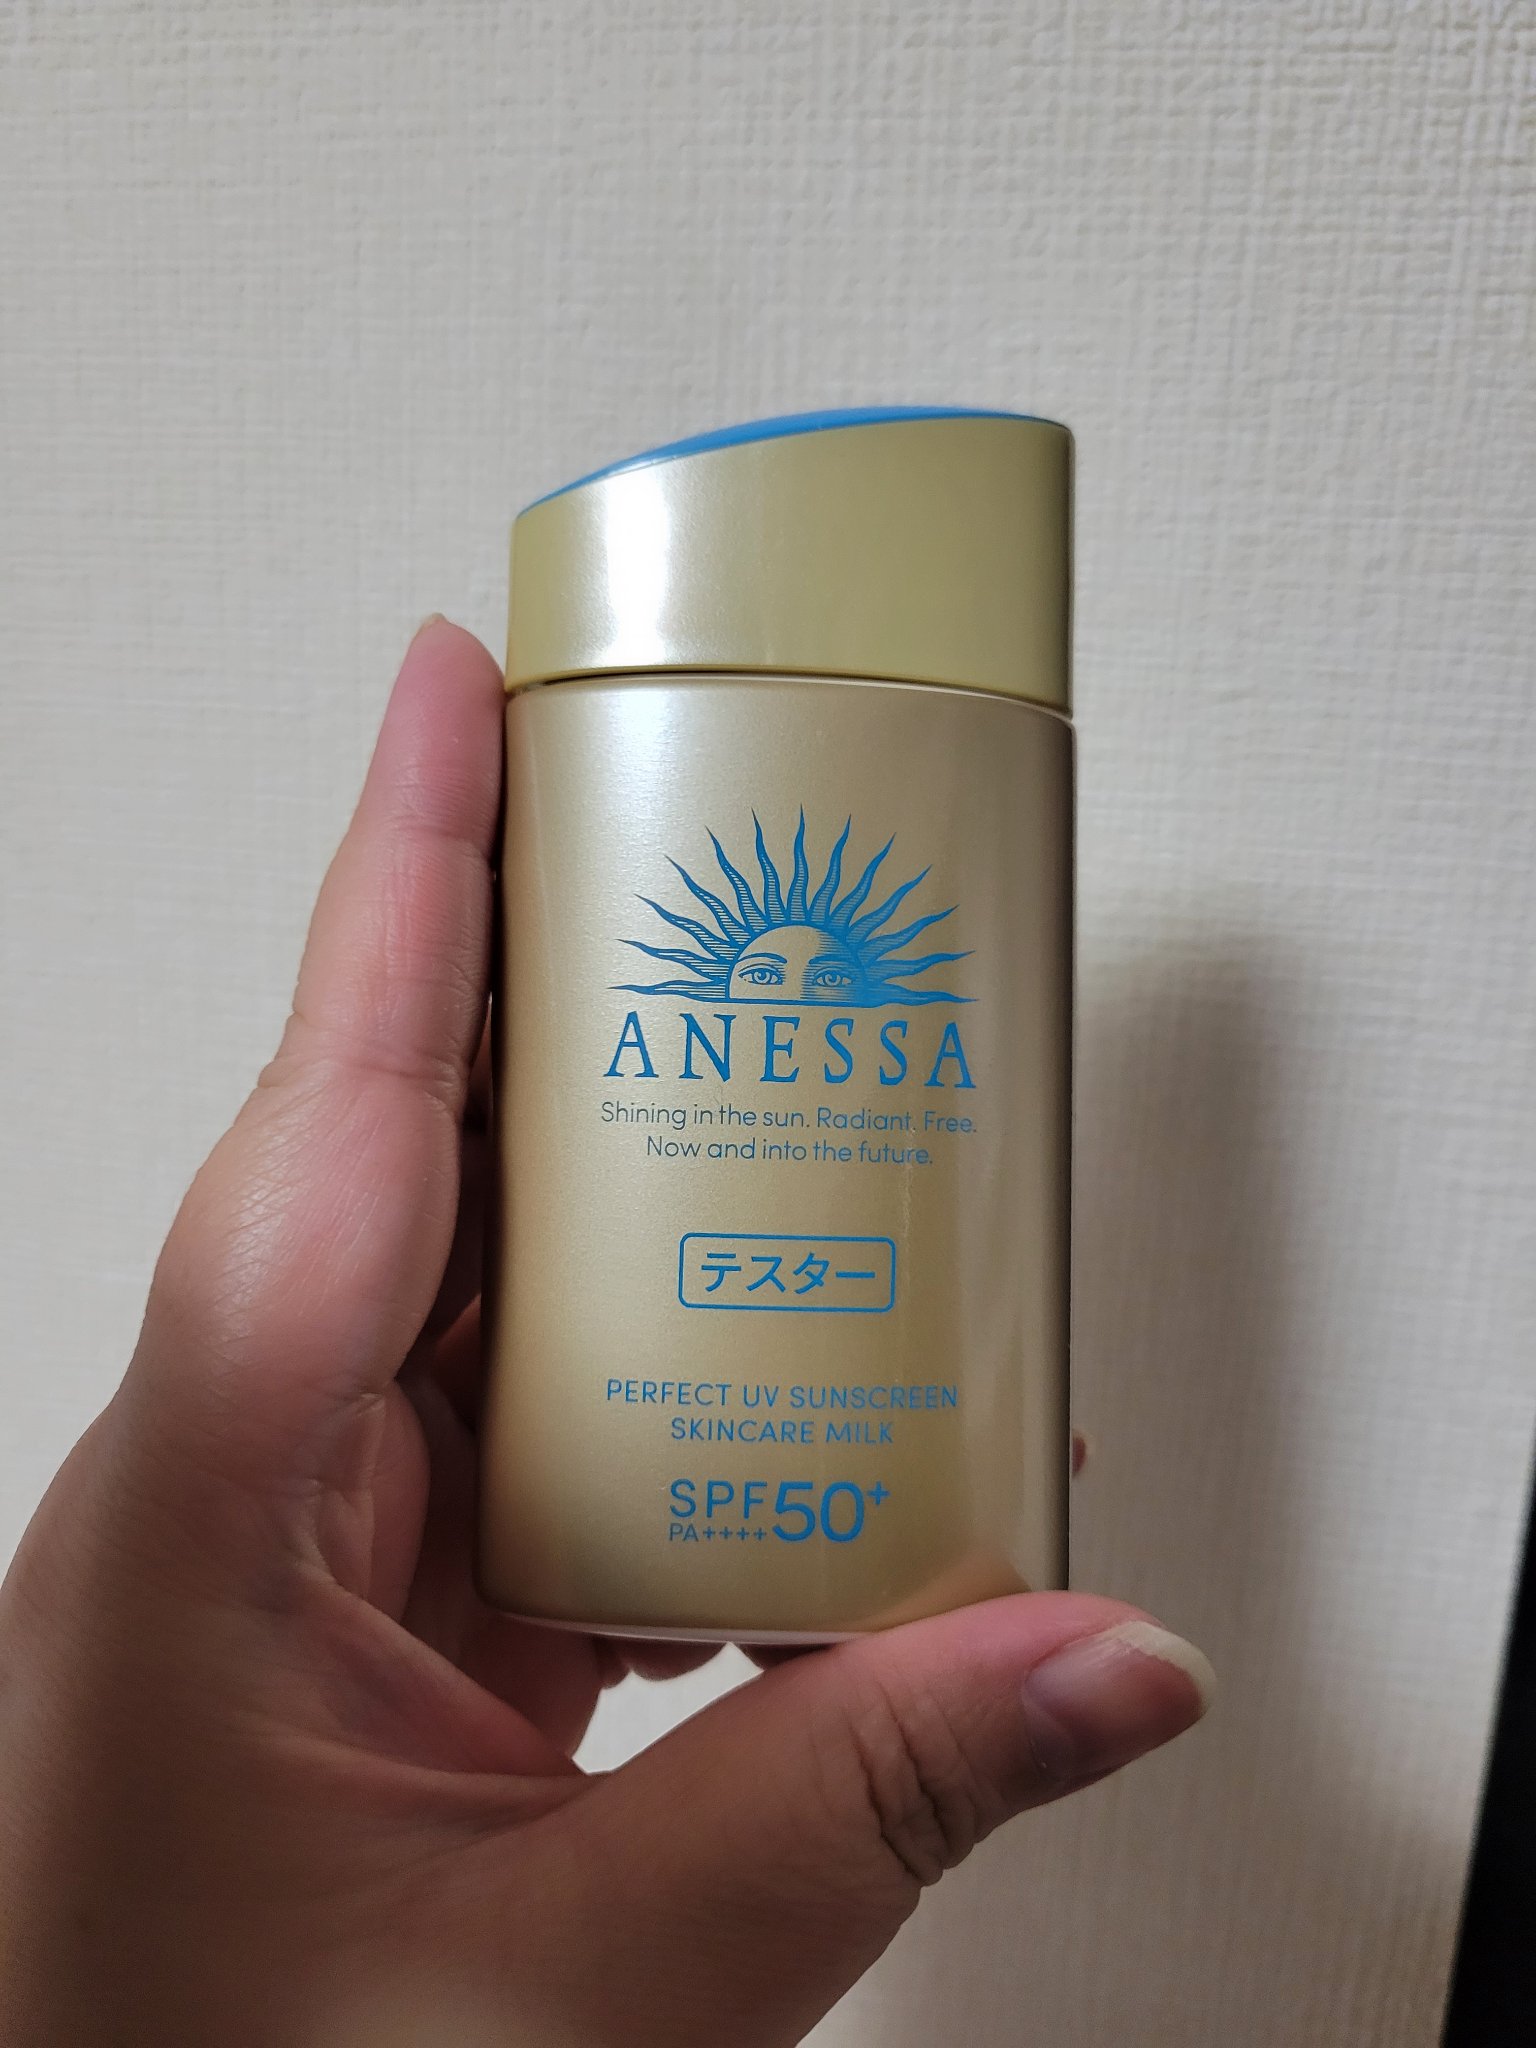 ANESSA
Shining in the sun. Radiant. Free.
Now and into the future.
テスター
PERFECT UV SUNSCREEN
SKINCARE MILK
SPF50+
PA++++